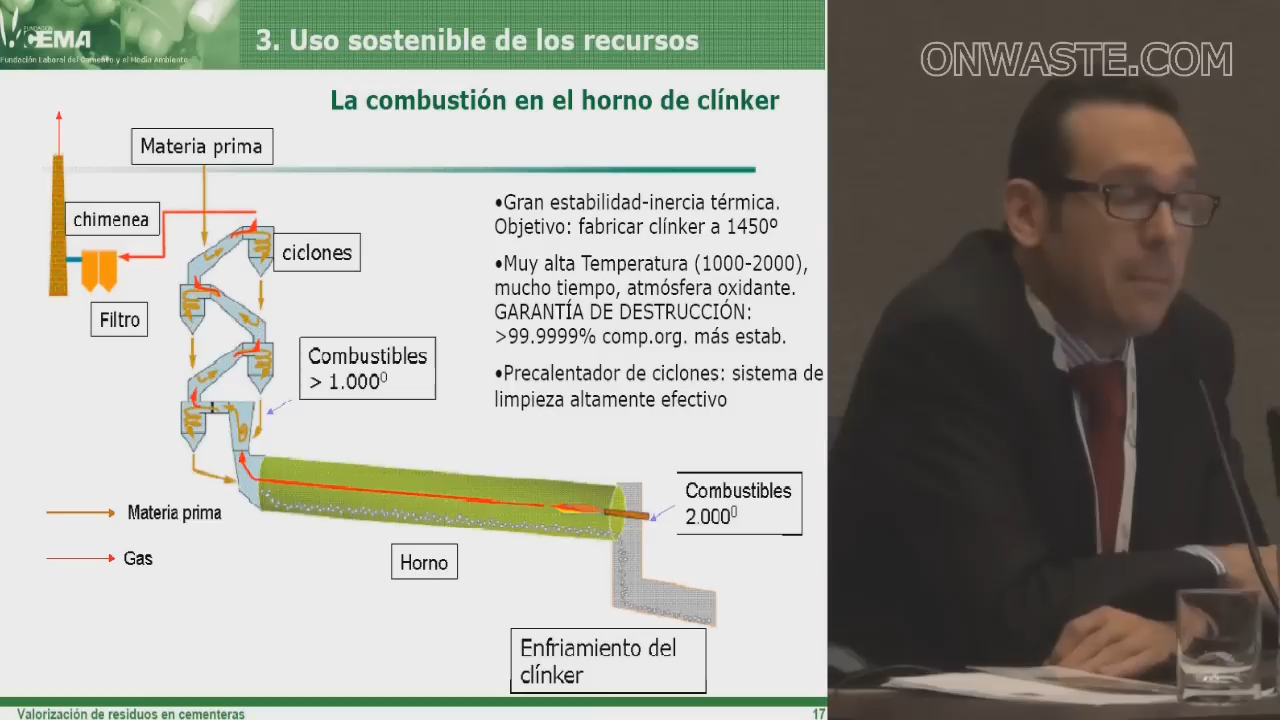 FUNDACIÓN
CEMA
Fundación Laboral del Cemento y el Medio Ambiente
3. Uso sostenible de los recursos
ONWASTE.COM
La combustión en el horno de clínker
Materia prima
chimenea
ciclones
Filtro
Combustibles
> 1.000⁰
•Gran estabilidad-inercia térmica.
Objetivo: fabricar clínker a 1450º
•Muy alta Temperatura (1000-2000),
mucho tiempo, atmósfera oxidante.
GARANTÍA DE DESTRUCCIÓN:
>99.9999% comp.org. más estab.
•Precalentador de ciclones: sistema de
limpieza altamente efectivo
Combustibles
2.000⁰
Materia prima
Gas
Horno
Enfriamiento del
clínker
Valorización de residuos en cementeras
17